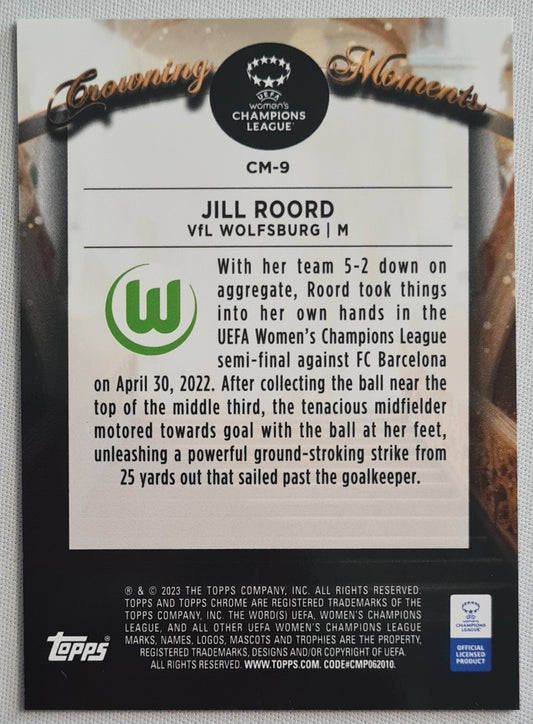 Crowning Moments
UEFA
women's
CHAMPIONS
LEAGUE
CM-9
JILL ROORD
VfL WOLFSBURG | M
W
With her team 5-2 down on
aggregate, Roord took things
into her own hands in the
UEFA Women's Champions League
semi-final against FC Barcelona
on April 30, 2022. After collecting the ball near the
top of the middle third, the tenacious midfielder
motored towards goal with the ball at her feet,
unleashing a powerful ground-stroking strike from
25 yards out that sailed past the goalkeeper.
® & © 2023 THE TOPPS COMPANY, INC. ALL RIGHTS RESERVED.
TOPPS AND TOPPS CHROME ARE REGISTERED TRADEMARKS OF THE
TOPPS COMPANY, INC. THE WORD(S) UEFA, WOMEN'S CHAMPIONS
LEAGUE, AND ALL OTHER UEFA WOMEN'S CHAMPIONS LEAGUE
MARKS, NAMES, LOGOS, MASCOTS AND TROPHIES ARE THE PROPERTY,
REGISTERED TRADEMARKS, DESIGNS AND/OR COPYRIGHT OF UEFA.
ALL RIGHTS RESERVED. WWW.TOPPS.COM. CODE#CMP062010.
TOPPS®
UEFA
women's
CHAMPIONS
LEAGUE
OFFICIAL
LICENSED
PRODUCT